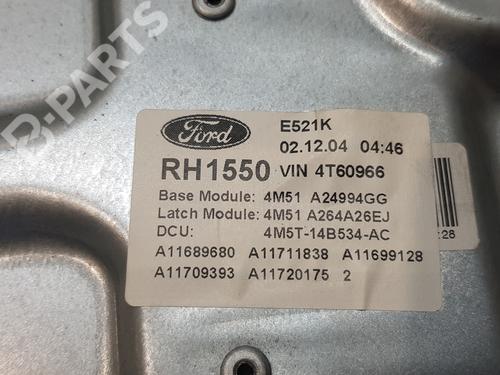 B-PARTS
Ford
E521K
02.12.04 04:46
RH1550 VIN 4T60966
Base Module: 4M51 A24994GG
Latch Module: 4M51 A264A26EJ
DCU: 4M5T-14B534-AC
A11689680 A11711838 A11699128
A11709393 A11720175 2
:28